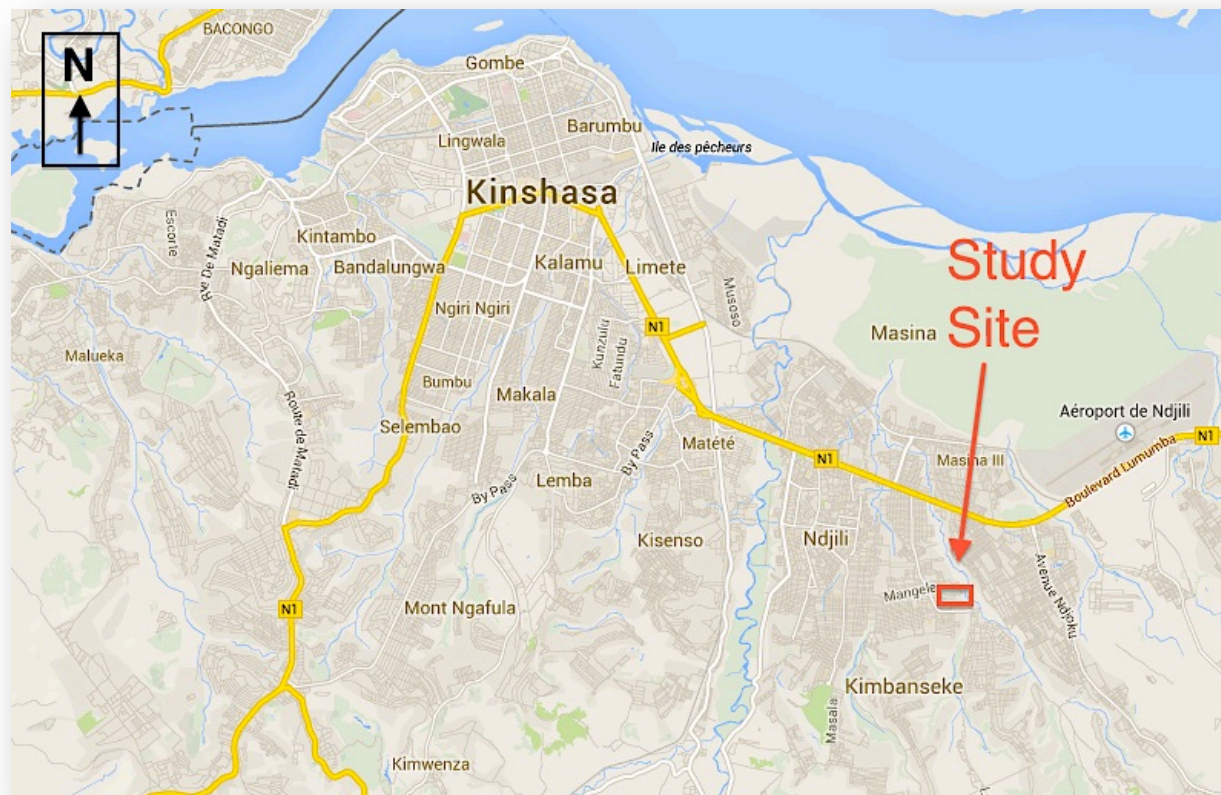 BACONGO
N
Gombe
Barumbu
Lingwala
Ile des pêcheurs
Kinshasa
Escorte
Rte De Matadi
Kintambo
Ngaliema
Bandalungwa
Kalamu
Limete
Study
Site
Musoso
Masina
Ngiri Ngiri
N1
Kunzulu
Fatundu
Malueka
Bumbu
Makala
Route de Matadi
Selembao
Matété
By Pass
Aéroport de Ndjili
N1
N1
Masina III
Boulevard Lumumba
Lemba
By Pass
Kisenso
Ndjili
Avenue Ndjoku
Mangele
N1
Mont Ngafula
Kimbanseke
Masala
Kimwenza